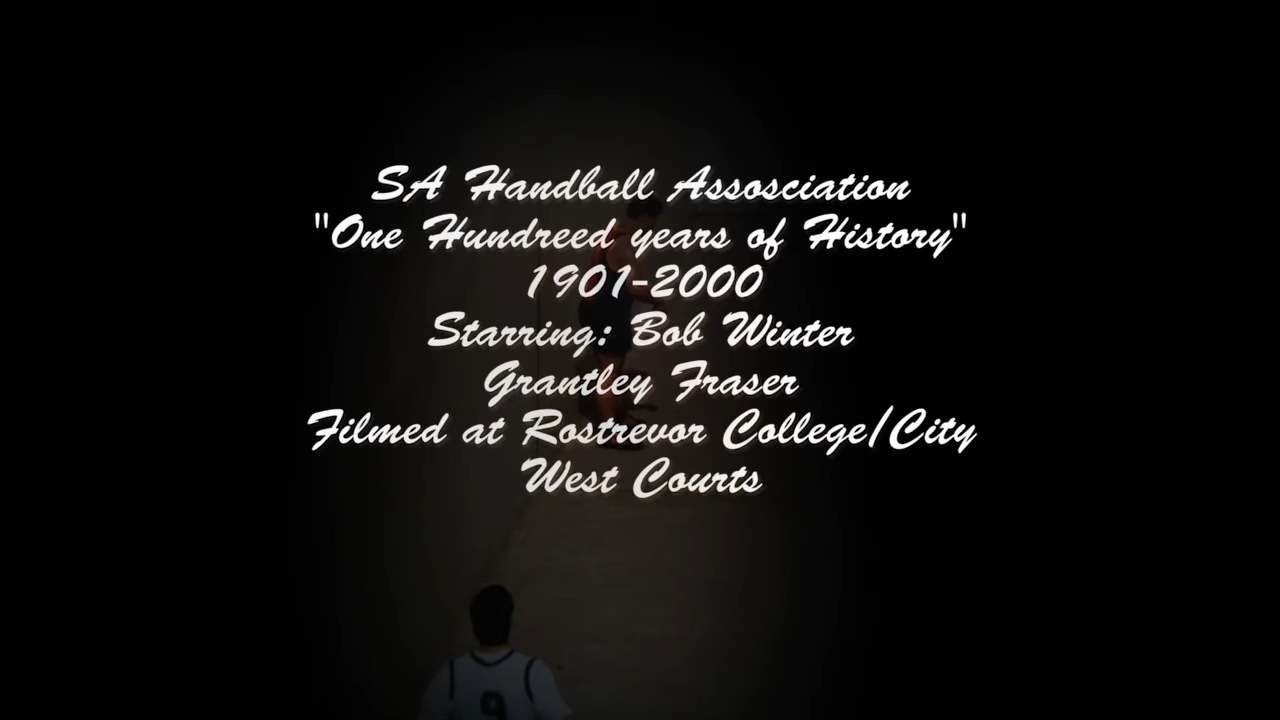 SA Handball Assosciation
"One Hundreed years of History"
1901-2000
Starring: Bob Winter
Grantley Fraser
Filmed at Rostrevor College/City
West Courts
9